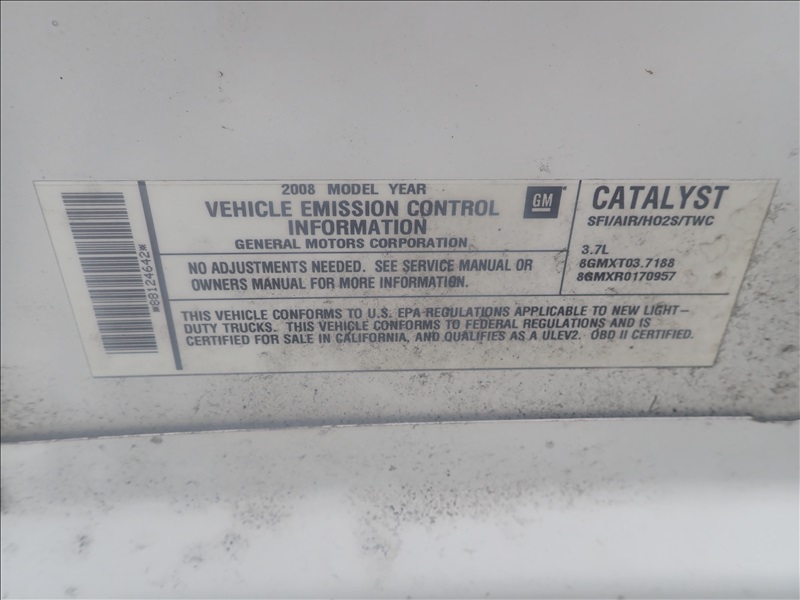 2008 MODEL YEAR
VEHICLE EMISSION CONTROL
INFORMATION
GENERAL MOTORS CORPORATION
GM
CATALYST
SFI/AIR/HO2S/TWC
3.7L
8GMXT03.7188
8GMXR0170957
NO ADJUSTMENTS NEEDED. SEE SERVICE MANUAL OR
OWNERS MANUAL FOR MORE INFORMATION.
THIS VEHICLE CONFORMS TO U.S. EPA REGULATIONS APPLICABLE TO NEW LIGHT-
DUTY TRUCKS. THIS VEHICLE CONFORMS TO FEDERAL REGULATIONS AND IS
CERTIFIED FOR SALE IN CALIFORNIA, AND QUALIFIES AS A ULEV2. OBD II CERTIFIED.
*88124642*